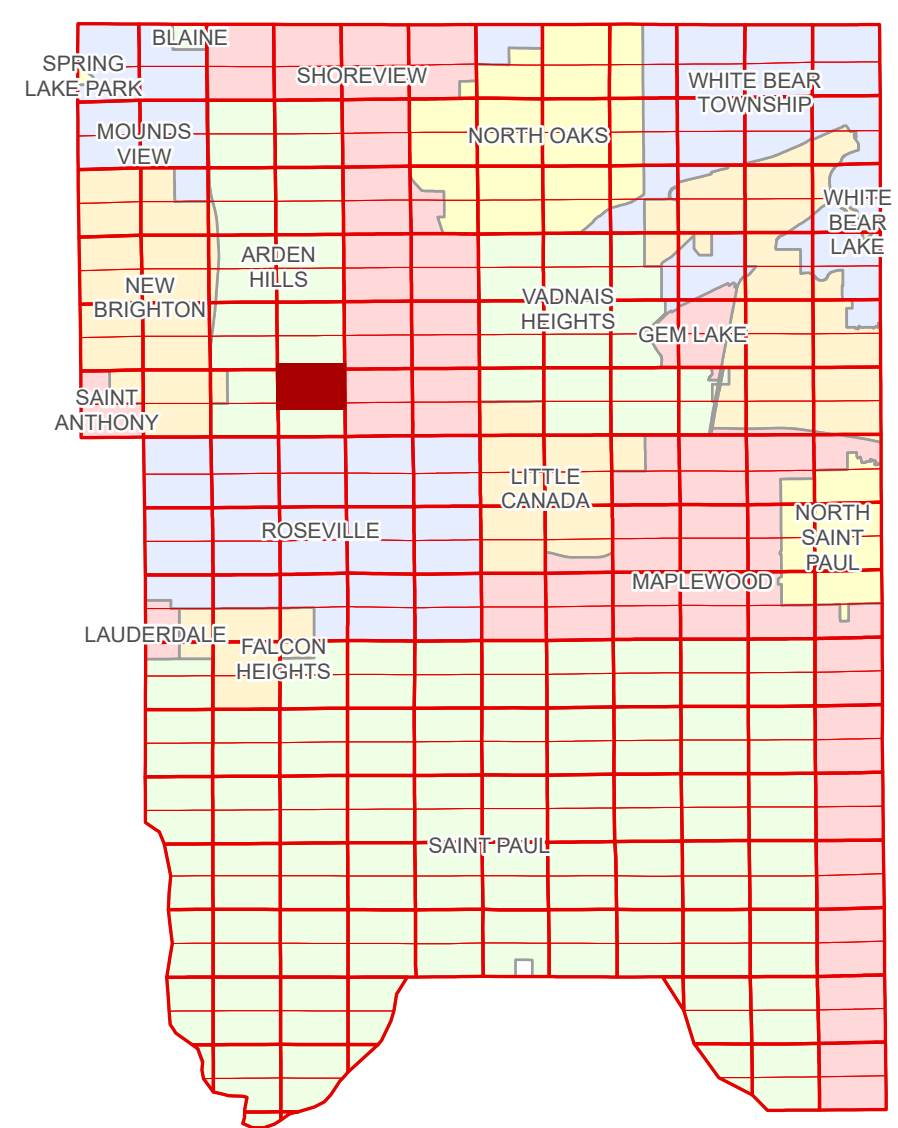 BLAINE
SPRING
LAKE PARK
SHOREVIEW
WHITE BEAR
TOWNSHIP
MOUNDS
VIEW
NORTH OAKS
WHITE
BEAR
LAKE
ARDEN
HILLS
NEW
BRIGHTON
VADNAIS
HEIGHTS
GEM LAKE
SAINT
ANTHONY
LITTLE
CANADA
NORTH
SAINT
PAUL
ROSEVILLE
MAPLEWOOD
LAUDERDALE
FALCON
HEIGHTS
SAINT PAUL